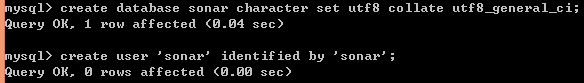 mysql> create database sonar character set utf8 collate utf8_general_ci;
Query OK, 1 row affected (0.04 sec)
mysql> create user 'sonar' identified by 'sonar';
Query OK, 0 rows affected (0.00 sec)